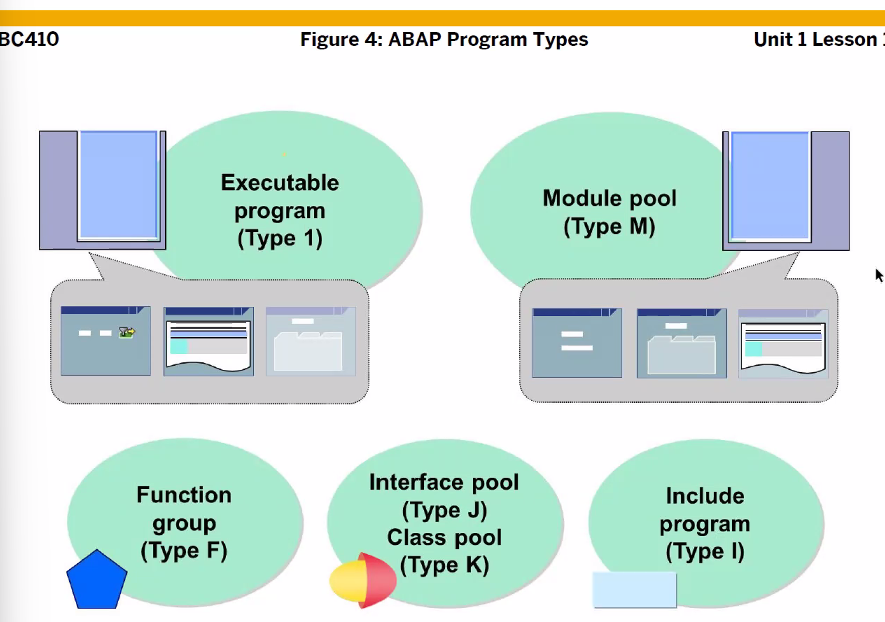 BC410
Figure 4: ABAP Program Types
Unit 1 Lesson
Executable
program
(Type 1)
Module pool
(Type M)
Function
group
(Type F)
Interface pool
(Type J)
Class pool
(Type K)
Include
program
(Type I)